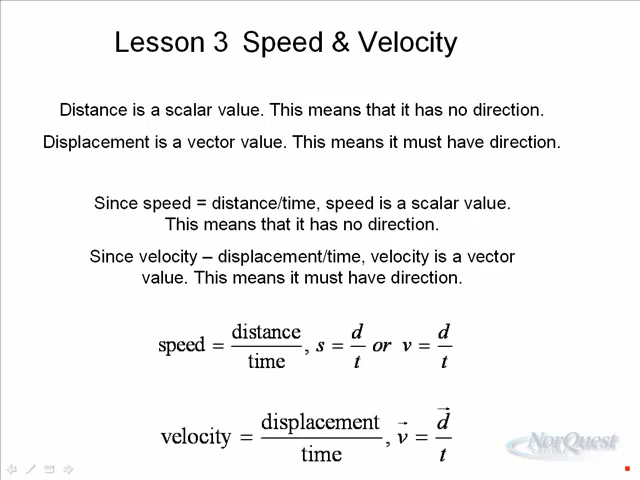 Lesson 3 Speed & Velocity
Distance is a scalar value. This means that it has no direction.
Displacement is a vector value. This means it must have direction.
Since speed = distance/time, speed is a scalar value.
This means that it has no direction.
Since velocity – displacement/time, velocity is a vector
value. This means it must have direction.
speed = distance/time, s = d/t or v = d/t
velocity = displacement/time, v⃗ = d⃗/t
NorQuest